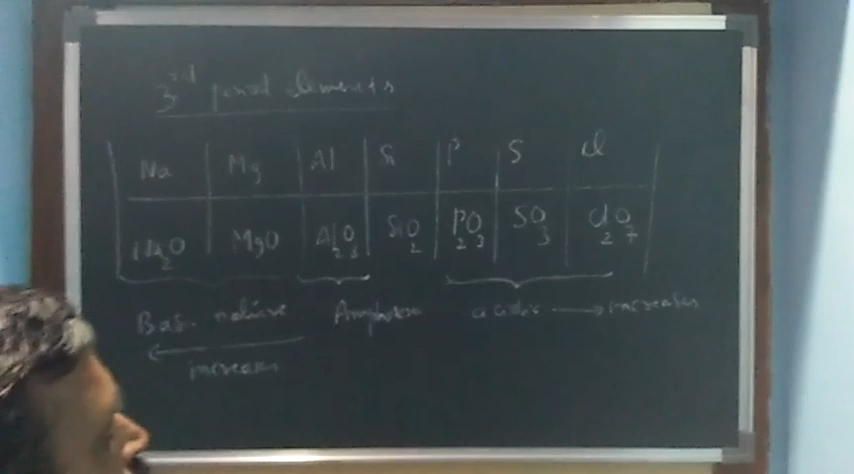 3rd period elements
Na Mg Al Si P S Cl
Na2O MgO Al2O3 SiO2 P2O3 SO3 Cl2O7
Basic nature Amphoteric acidic → increases
← increases